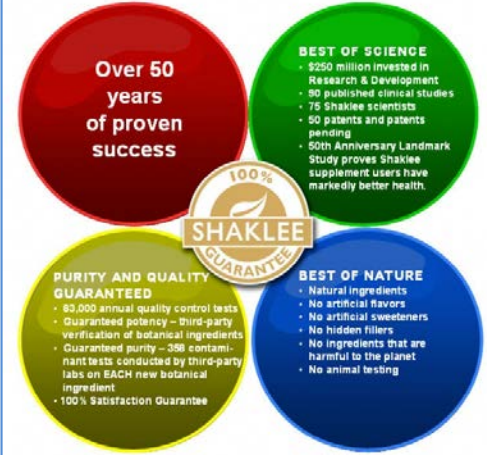 Over 50
years
of proven
success
BEST OF SCIENCE
• $250 million invested in
Research & Development
• 90 published clinical studies
• 75 Shaklee scientists
• 50 patents and patents
pending
• 50th Anniversary Landmark
Study proves Shaklee
supplement users have
markedly better health.
100%
SHAKLEE
GUARANTEE
PURITY AND QUALITY
GUARANTEED
• 83,000 annual quality control tests
• Guaranteed potency – third-party
verification of botanical ingredients
• Guaranteed purity – 358 contami-
nant tests conducted by third-party
labs on EACH new botanical
ingredient
• 100% Satisfaction Guarantee
BEST OF NATURE
• Natural ingredients
• No artificial flavors
• No artificial sweeteners
• No hidden fillers
• No ingredients that are
harmful to the planet
• No animal testing